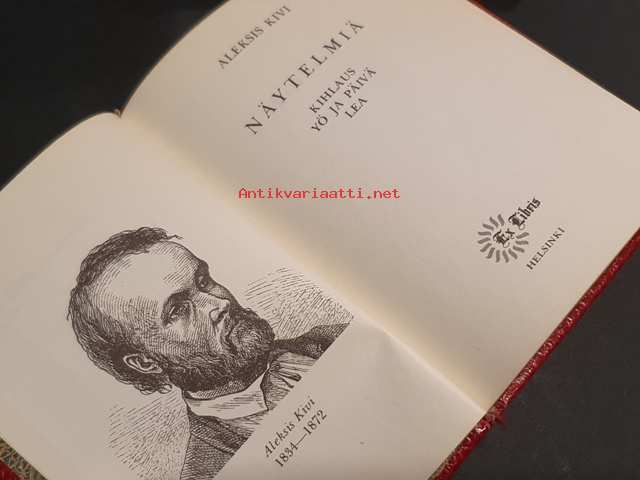 ALEKSIS KIVI
NÄYTELMIÄ
KIHLAUS
YÖ JA PÄIVÄ
LEA
Antikvariaatti.net
Ex Libris
HELSINKI
Aleksis Kivi
1834—1872